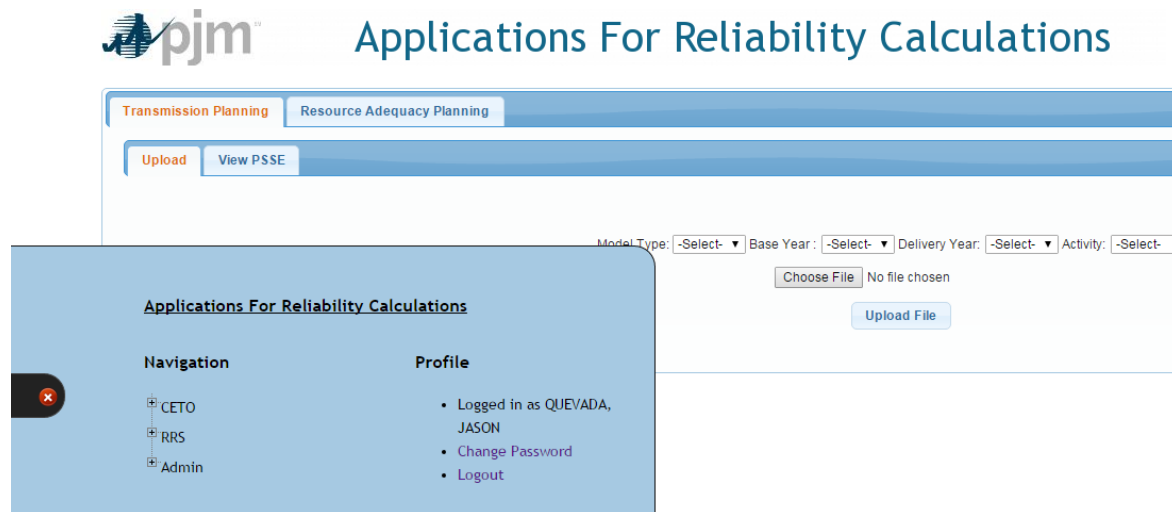 pjm Applications For Reliability Calculations
Transmission Planning Resource Adequacy Planning
Upload View PSSE
Model Type: -Select- Base Year : -Select- Delivery Year: -Select- Activity: -Select-
Choose File No file chosen
Upload File
Applications For Reliability Calculations
Navigation
CETO
RRS
Admin
Profile
Logged in as QUEVADA,
JASON
Change Password
Logout